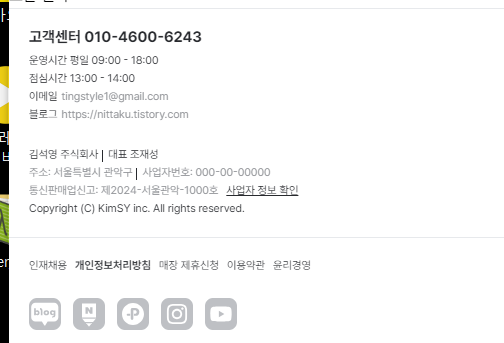 고객센터 010-4600-6243
운영시간 평일 09:00 - 18:00
점심시간 13:00 - 14:00
이메일 tingstyle1@gmail.com
블로그 https://nittaku.tistory.com
김석영 주식회사 | 대표 조재성
주소: 서울특별시 관악구 | 사업자번호: 000-00-00000
통신판매업신고: 제2024-서울관악-1000호 사업자 정보 확인
Copyright (C) KimSY inc. All rights reserved.
인재채용 개인정보처리방침 매장 제휴신청 이용약관 윤리경영
blog N P